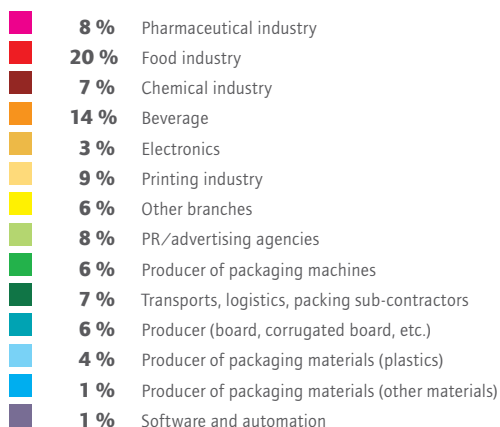 8 % Pharmaceutical industry
20 % Food industry
7 % Chemical industry
14 % Beverage
3 % Electronics
9 % Printing industry
6 % Other branches
8 % PR/advertising agencies
6 % Producer of packaging machines
7 % Transports, logistics, packing sub-contractors
6 % Producer (board, corrugated board, etc.)
4 % Producer of packaging materials (plastics)
1 % Producer of packaging materials (other materials)
1 % Software and automation